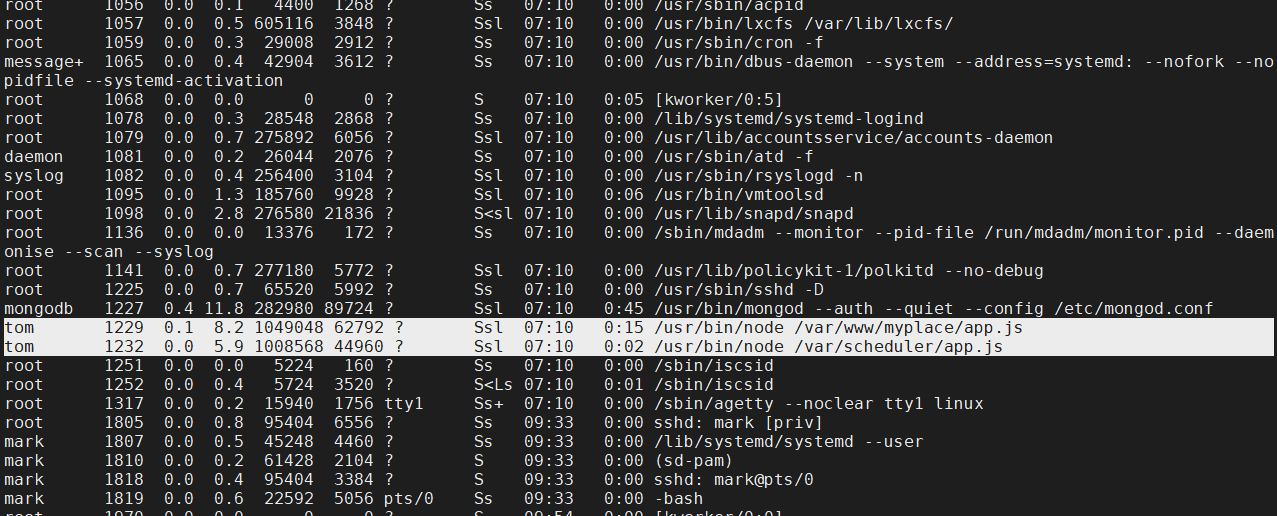 root      1056  0.0  0.1   4400  1268 ?        Ss   07:10   0:00 /usr/sbin/acpid
root      1057  0.0  0.5 605116  3848 ?        Ssl  07:10   0:00 /usr/bin/lxcfs /var/lib/lxcfs/
root      1059  0.0  0.3  29008  2912 ?        Ss   07:10   0:00 /usr/sbin/cron -f
message+  1065  0.0  0.4  42904  3612 ?        Ss   07:10   0:00 /usr/bin/dbus-daemon --system --address=systemd: --nofork --no
pidfile --systemd-activation
root      1068  0.0  0.0      0     0 ?        S    07:10   0:05 [kworker/0:5]
root      1078  0.0  0.3  28548  2868 ?        Ss   07:10   0:00 /lib/systemd/systemd-logind
root      1079  0.0  0.7 275892  6056 ?        Ssl  07:10   0:00 /usr/lib/accountsservice/accounts-daemon
daemon    1081  0.0  0.2  26044  2076 ?        Ss   07:10   0:00 /usr/sbin/atd -f
syslog    1082  0.0  0.4 256400  3104 ?        Ssl  07:10   0:00 /usr/sbin/rsyslogd -n
root      1095  0.0  1.3 185760  9928 ?        Ssl  07:10   0:06 /usr/bin/vmtoolsd
root      1098  0.0  2.8 276580 21836 ?        S<sl 07:10   0:00 /usr/lib/snapd/snapd
root      1136  0.0  0.0  13376   172 ?        Ss   07:10   0:00 /sbin/mdadm --monitor --pid-file /run/mdadm/monitor.pid --daem
onise --scan --syslog
root      1141  0.0  0.7 277180  5772 ?        Ssl  07:10   0:00 /usr/lib/policykit-1/polkitd --no-debug
root      1225  0.0  0.7  65520  5992 ?        Ss   07:10   0:00 /usr/sbin/sshd -D
mongodb   1227  0.4 11.8 282980 89724 ?        Ssl  07:10   0:45 /usr/bin/mongod --auth --quiet --config /etc/mongod.conf
tom       1229  0.1  8.2 1049048 62792 ?       Ssl  07:10   0:15 /usr/bin/node /var/www/myplace/app.js
tom       1232  0.0  5.9 1008568 44960 ?       Ssl  07:10   0:02 /usr/bin/node /var/scheduler/app.js
root      1251  0.0  0.0   5224   160 ?        Ss   07:10   0:00 /sbin/iscsid
root      1252  0.0  0.4   5724  3520 ?        S<Ls 07:10   0:01 /sbin/iscsid
root      1317  0.0  0.2  15940  1756 tty1     Ss+  07:10   0:00 /sbin/agetty --noclear tty1 linux
root      1805  0.0  0.8  95404  6556 ?        Ss   09:33   0:00 sshd: mark [priv]
mark      1807  0.0  0.5  45248  4460 ?        Ss   09:33   0:00 /lib/systemd/systemd --user
mark      1810  0.0  0.2  61428  2104 ?        S    09:33   0:00 (sd-pam)
mark      1818  0.0  0.4  95404  3384 ?        S    09:33   0:00 sshd: mark@pts/0
mark      1819  0.0  0.6  22592  5056 pts/0    Ss   09:33   0:00 -bash